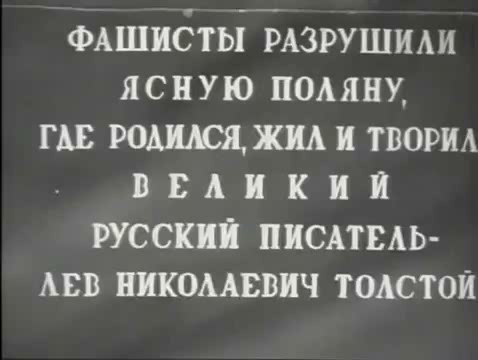 ФАШИСТЫ РАЗРУШИЛИ
ЯСНУЮ ПОЛЯНУ,
ГДЕ РОДИЛСЯ, ЖИЛ И ТВОРИЛ
ВЕЛИКИЙ
РУССКИЙ ПИСАТЕЛЬ-
ЛЕВ НИКОЛАЕВИЧ ТОЛСТОЙ